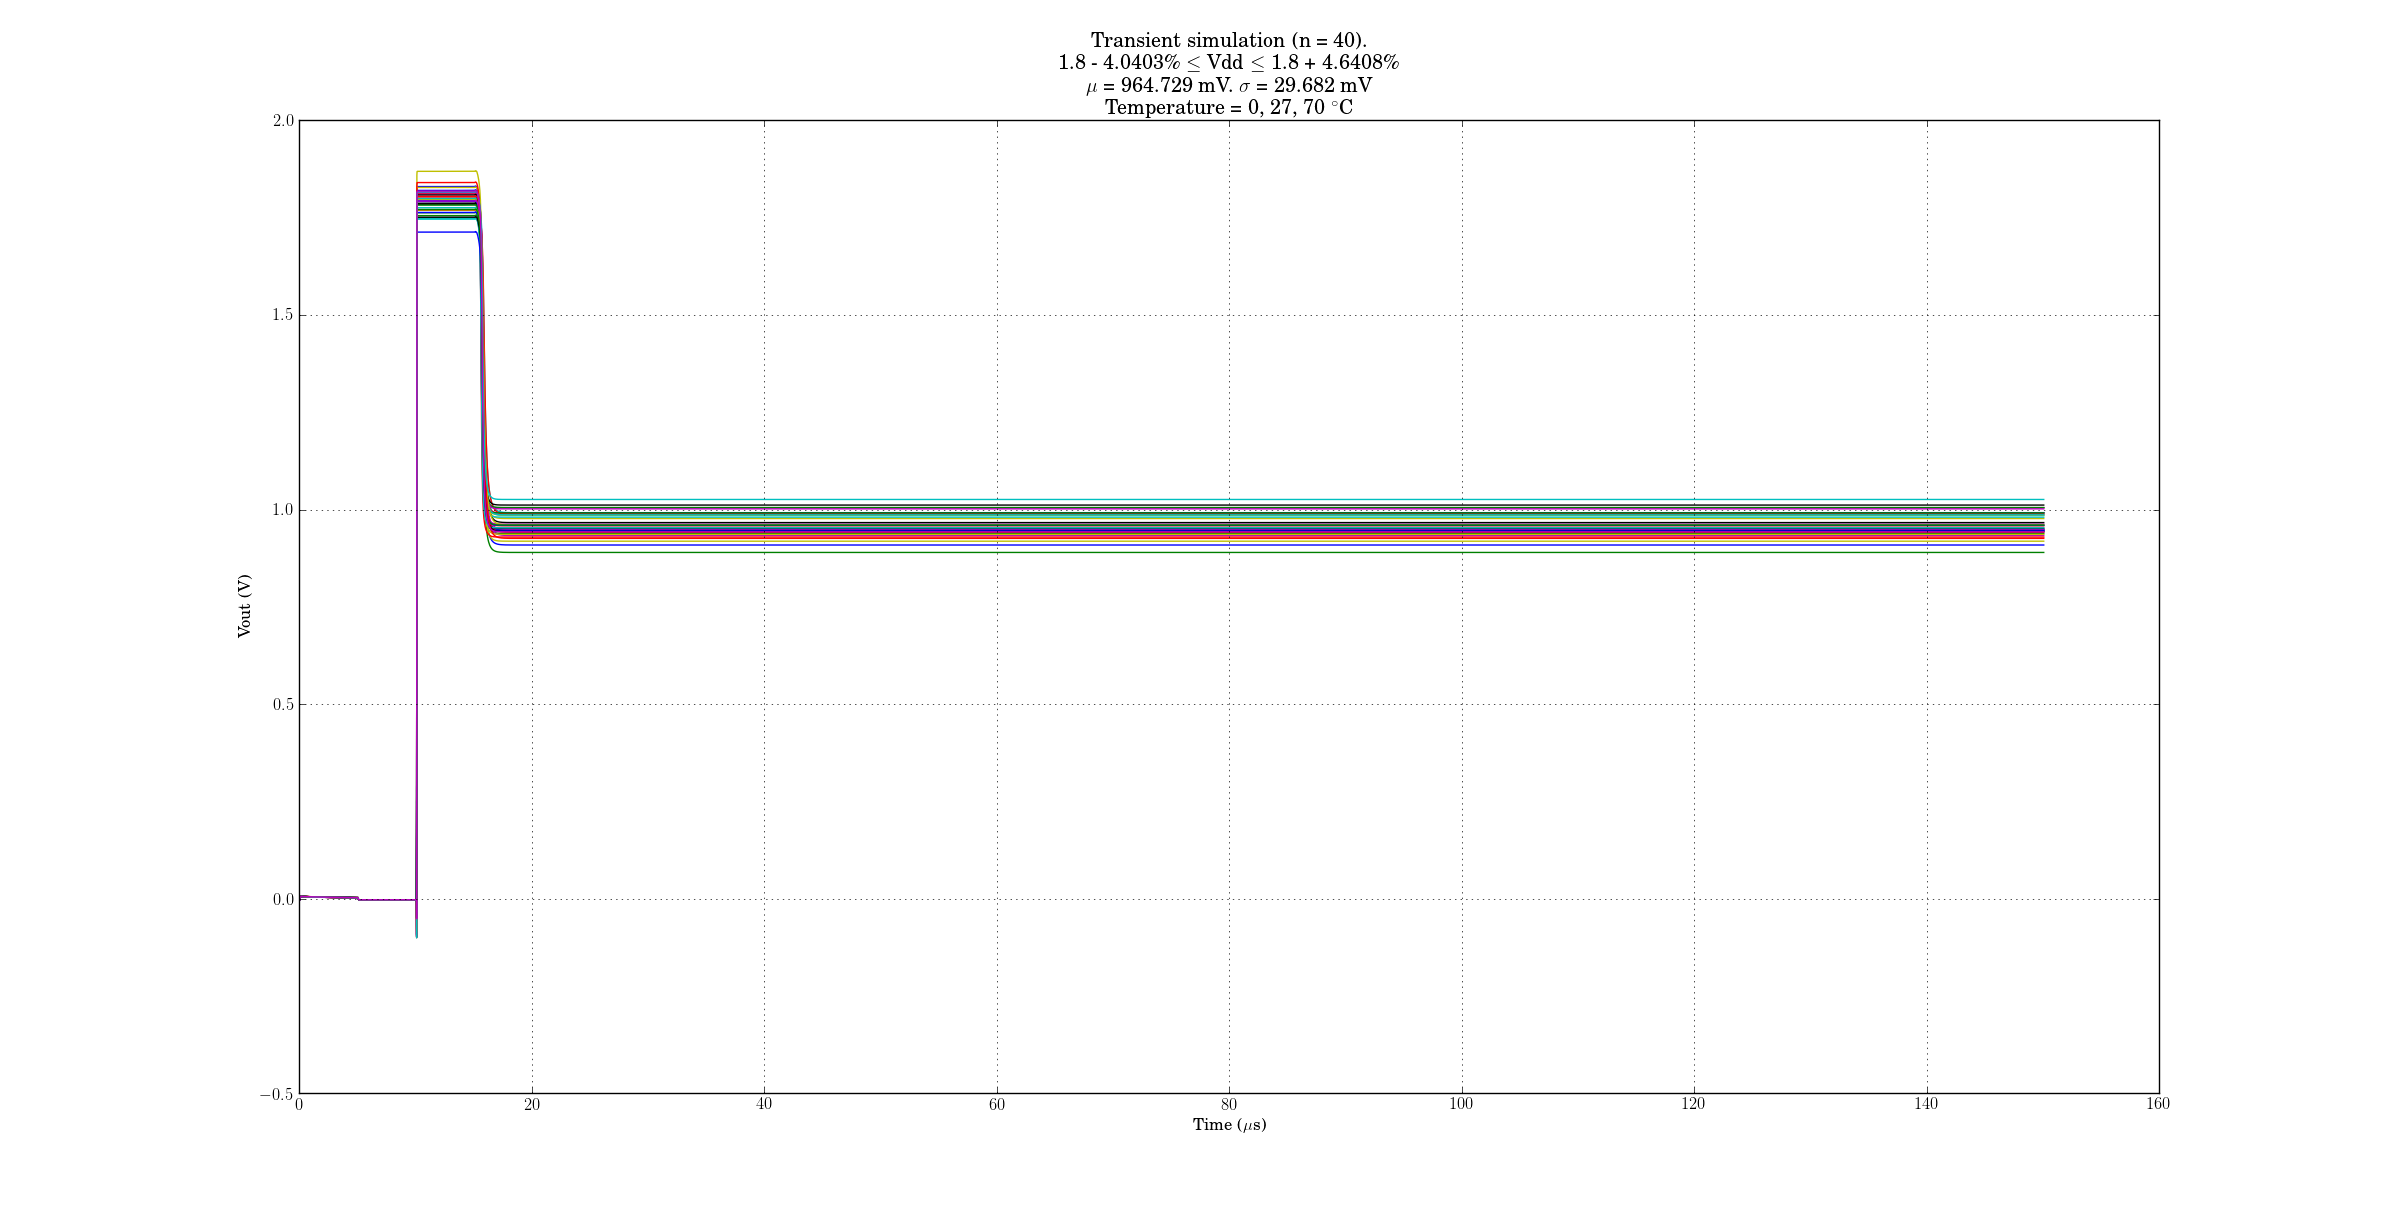 Transient simulation (n = 40).
1.8 - 4.0403% ≤ Vdd ≤ 1.8 + 4.6408%
μ = 964.729 mV. σ = 29.682 mV
Temperature = 0, 27, 70 °C
2.0
1.5
1.0
0.5
0.0
−0.5
Vout (V)
0 20 40 60 80 100 120 140 160
Time (μs)